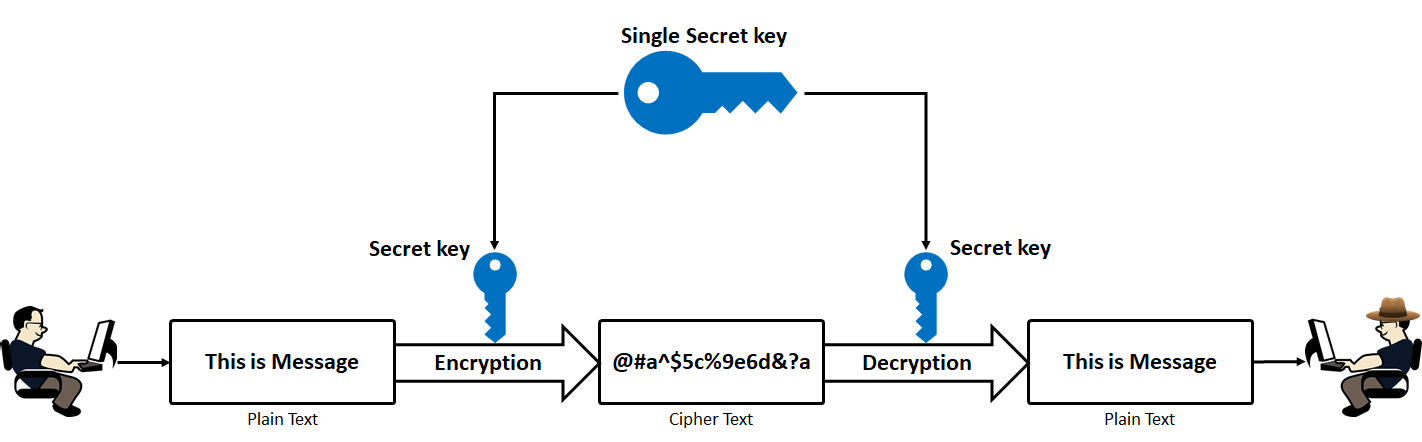 Single Secret key
Secret key
Secret key
This is Message
Encryption
@#a^$5c%9e6d&?a
Decryption
This is Message
Plain Text
Cipher Text
Plain Text